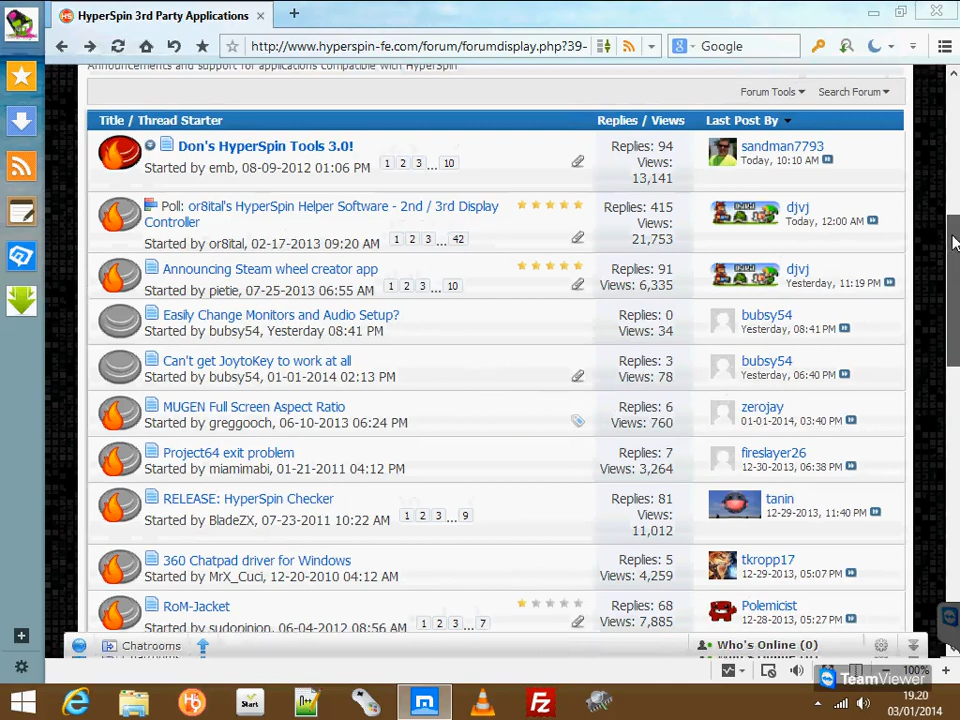 HyperSpin 3rd Party Applications
http://www.hyperspin-fe.com/forum/forumdisplay.php?39-
Google
Announcements and support for applications compatible with HyperSpin
Forum Tools Search Forum
Title / Thread Starter Replies / Views Last Post By
Don's HyperSpin Tools 3.0!
Started by emb, 08-09-2012 01:06 PM 1 2 3 ... 10
Replies: 94
Views:
13,141
sandman7793
Today, 10:10 AM
Poll: or8ital's HyperSpin Helper Software - 2nd / 3rd Display
Controller
Started by or8ital, 02-17-2013 09:20 AM 1 2 3 ... 42
Replies: 415
Views:
21,753
djvj
Today, 12:00 AM
Announcing Steam wheel creator app
Started by pietie, 07-25-2013 06:55 AM 1 2 3 ... 10
Replies: 91
Views: 6,335
djvj
Yesterday, 11:19 PM
Easily Change Monitors and Audio Setup?
Started by bubsy54, Yesterday 08:41 PM
Replies: 0
Views: 34
bubsy54
Yesterday, 08:41 PM
Can't get JoytoKey to work at all
Started by bubsy54, 01-01-2014 02:13 PM
Replies: 3
Views: 78
bubsy54
Yesterday, 06:40 PM
MUGEN Full Screen Aspect Ratio
Started by greggooch, 06-10-2013 06:24 PM
Replies: 6
Views: 760
zerojay
01-01-2014, 03:40 PM
Project64 exit problem
Started by miamimabi, 01-21-2011 04:12 PM
Replies: 7
Views: 3,264
fireslayer26
12-30-2013, 06:38 PM
RELEASE: HyperSpin Checker
Started by BladeZX, 07-23-2011 10:22 AM 1 2 3 ... 9
Replies: 81
Views:
11,012
tanin
12-29-2013, 11:40 PM
360 Chatpad driver for Windows
Started by MrX_Cuci, 12-20-2010 04:12 AM
Replies: 5
Views: 4,259
tkropp17
12-29-2013, 05:07 PM
RoM-Jacket
Started by sudopinion, 06-04-2012 08:56 AM 1 2 3 ... 7
Replies: 68
Views: 7,885
Polemicist
12-28-2013, 05:27 PM
Chatrooms Who's Online (0)
100%
TeamViewer
Start
19.20
03/01/2014